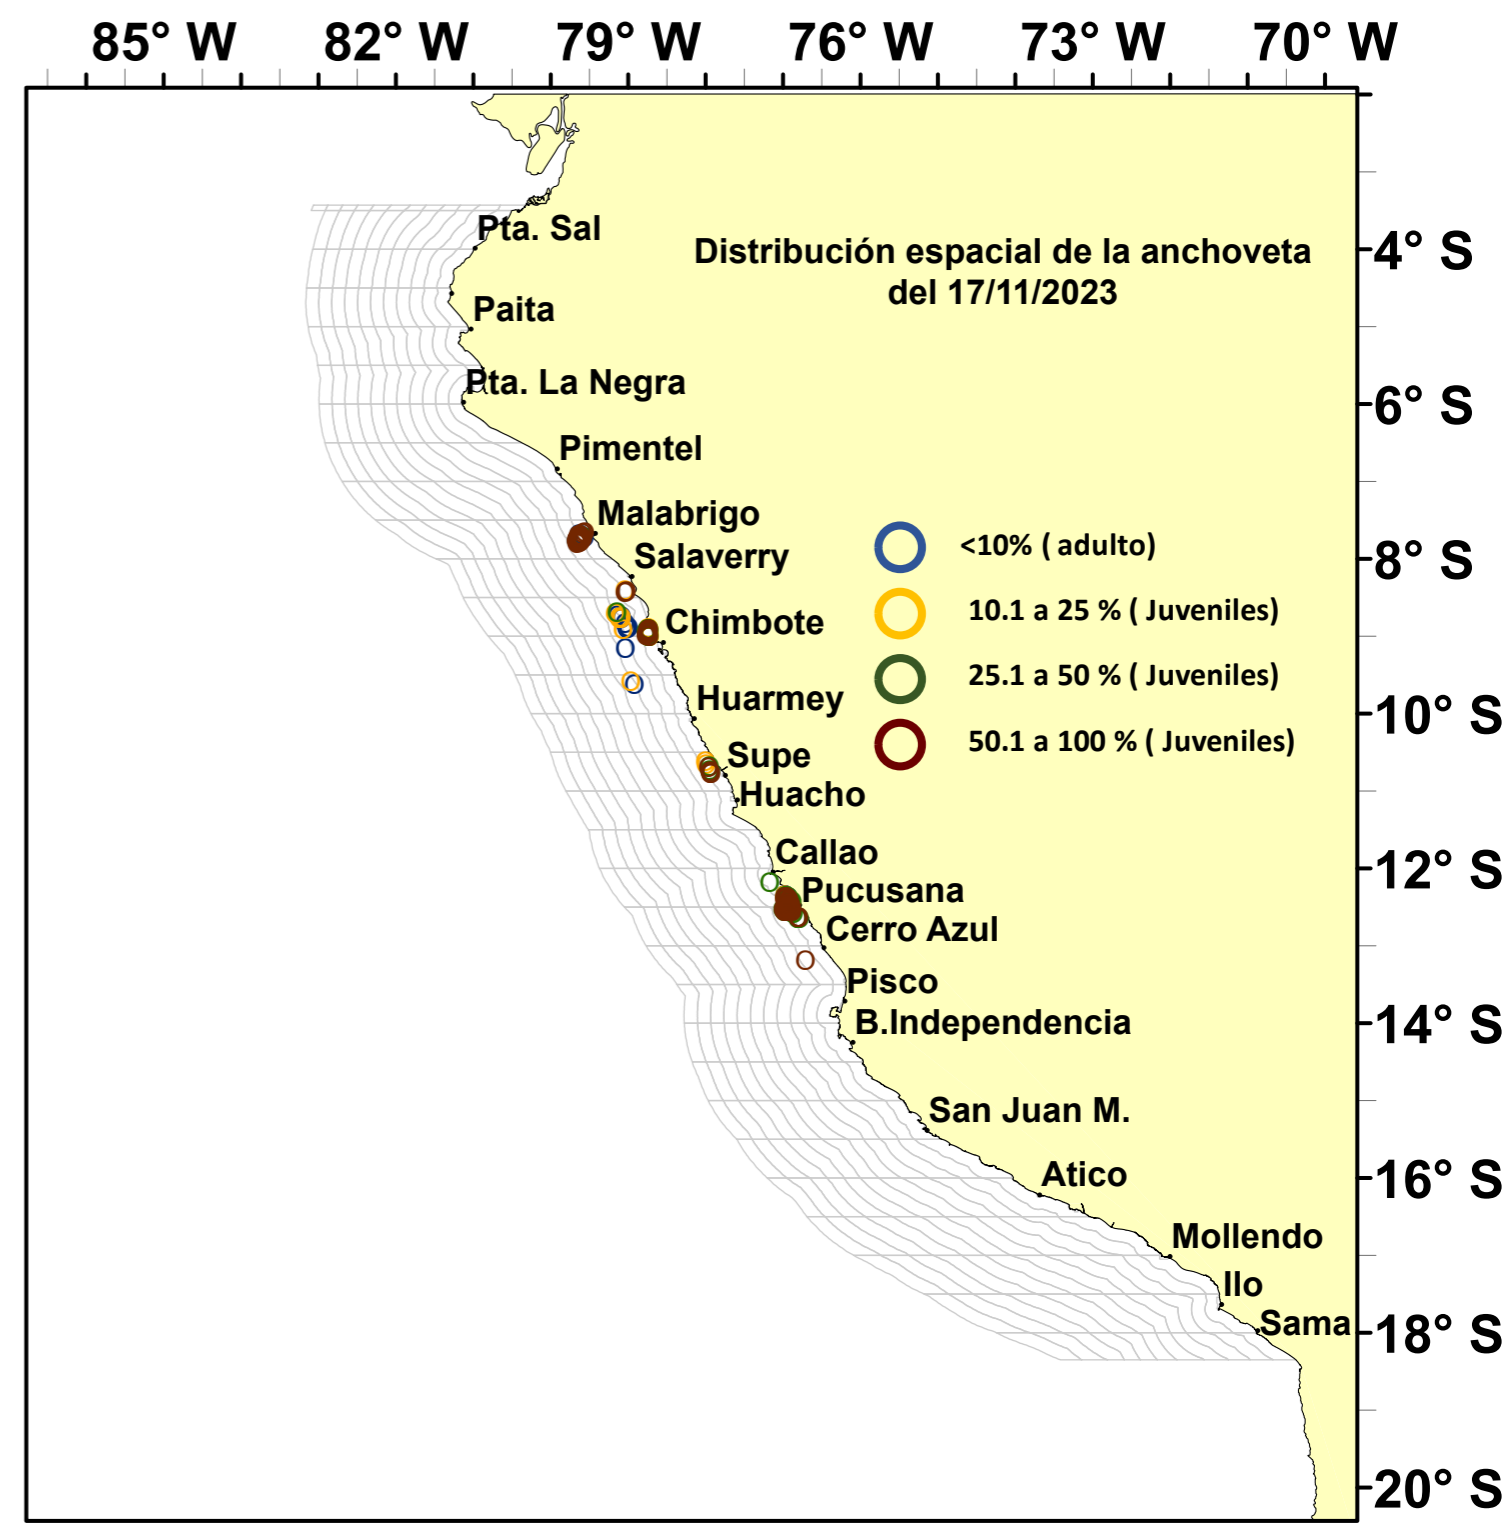 85° W 82° W 79° W 76° W 73° W 70° W
Pta. Sal
Distribución espacial de la anchoveta
del 17/11/2023
4° S
Paita
Pta. La Negra
6° S
Pimentel
Malabrigo
<10% ( adulto)
Salaverry
8° S
10.1 a 25 % ( Juveniles)
Chimbote
25.1 a 50 % ( Juveniles)
Huarmey
10° S
50.1 a 100 % ( Juveniles)
Supe
Huacho
Callao
12° S
Pucusana
Cerro Azul
Pisco
B.Independencia
14° S
San Juan M.
Atico
16° S
Mollendo
Ilo
Sama
18° S
20° S